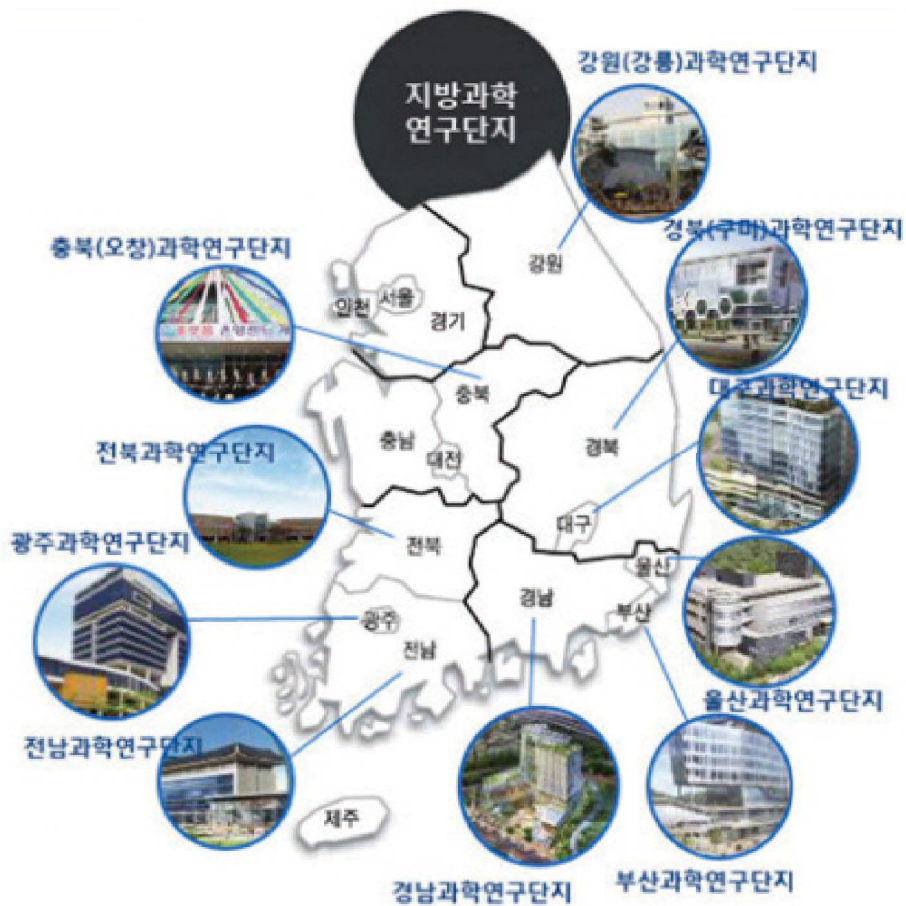 지방과학
연구단지
강원(강릉)과학연구단지
경북(구미)과학연구단지
충북(오창)과학연구단지
강원
서울
인천
경기
대구과학연구단지
충북
경북
충남
대전
전북과학연구단지
대구
광주과학연구단지
전북
울산
경남
부산
광주
전남
울산과학연구단지
전남과학연구단지
제주
부산과학연구단지
경남과학연구단지